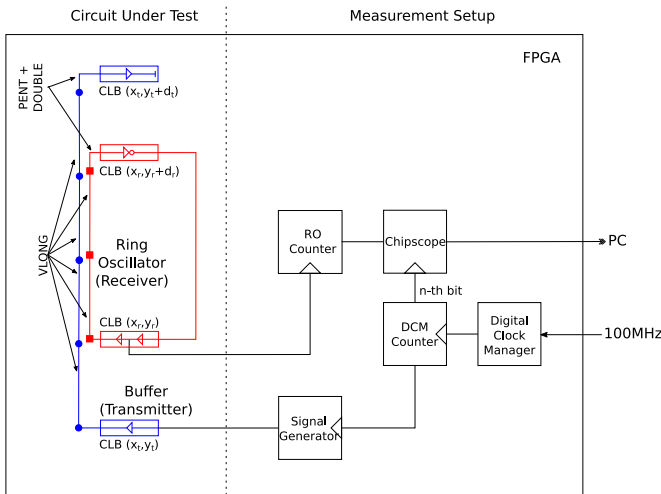 Circuit Under Test
Measurement Setup
FPGA
PENT +
DOUBLE
CLB (xt,yt+dt)
CLB (xr,yr+dr)
VLONG
Ring
Oscillator
(Receiver)
CLB (xr,yr)
Buffer
(Transmitter)
CLB (xt,yt)
RO
Counter
Chipscope
PC
n-th bit
DCM
Counter
Digital
Clock
Manager
100MHz
Signal
Generator